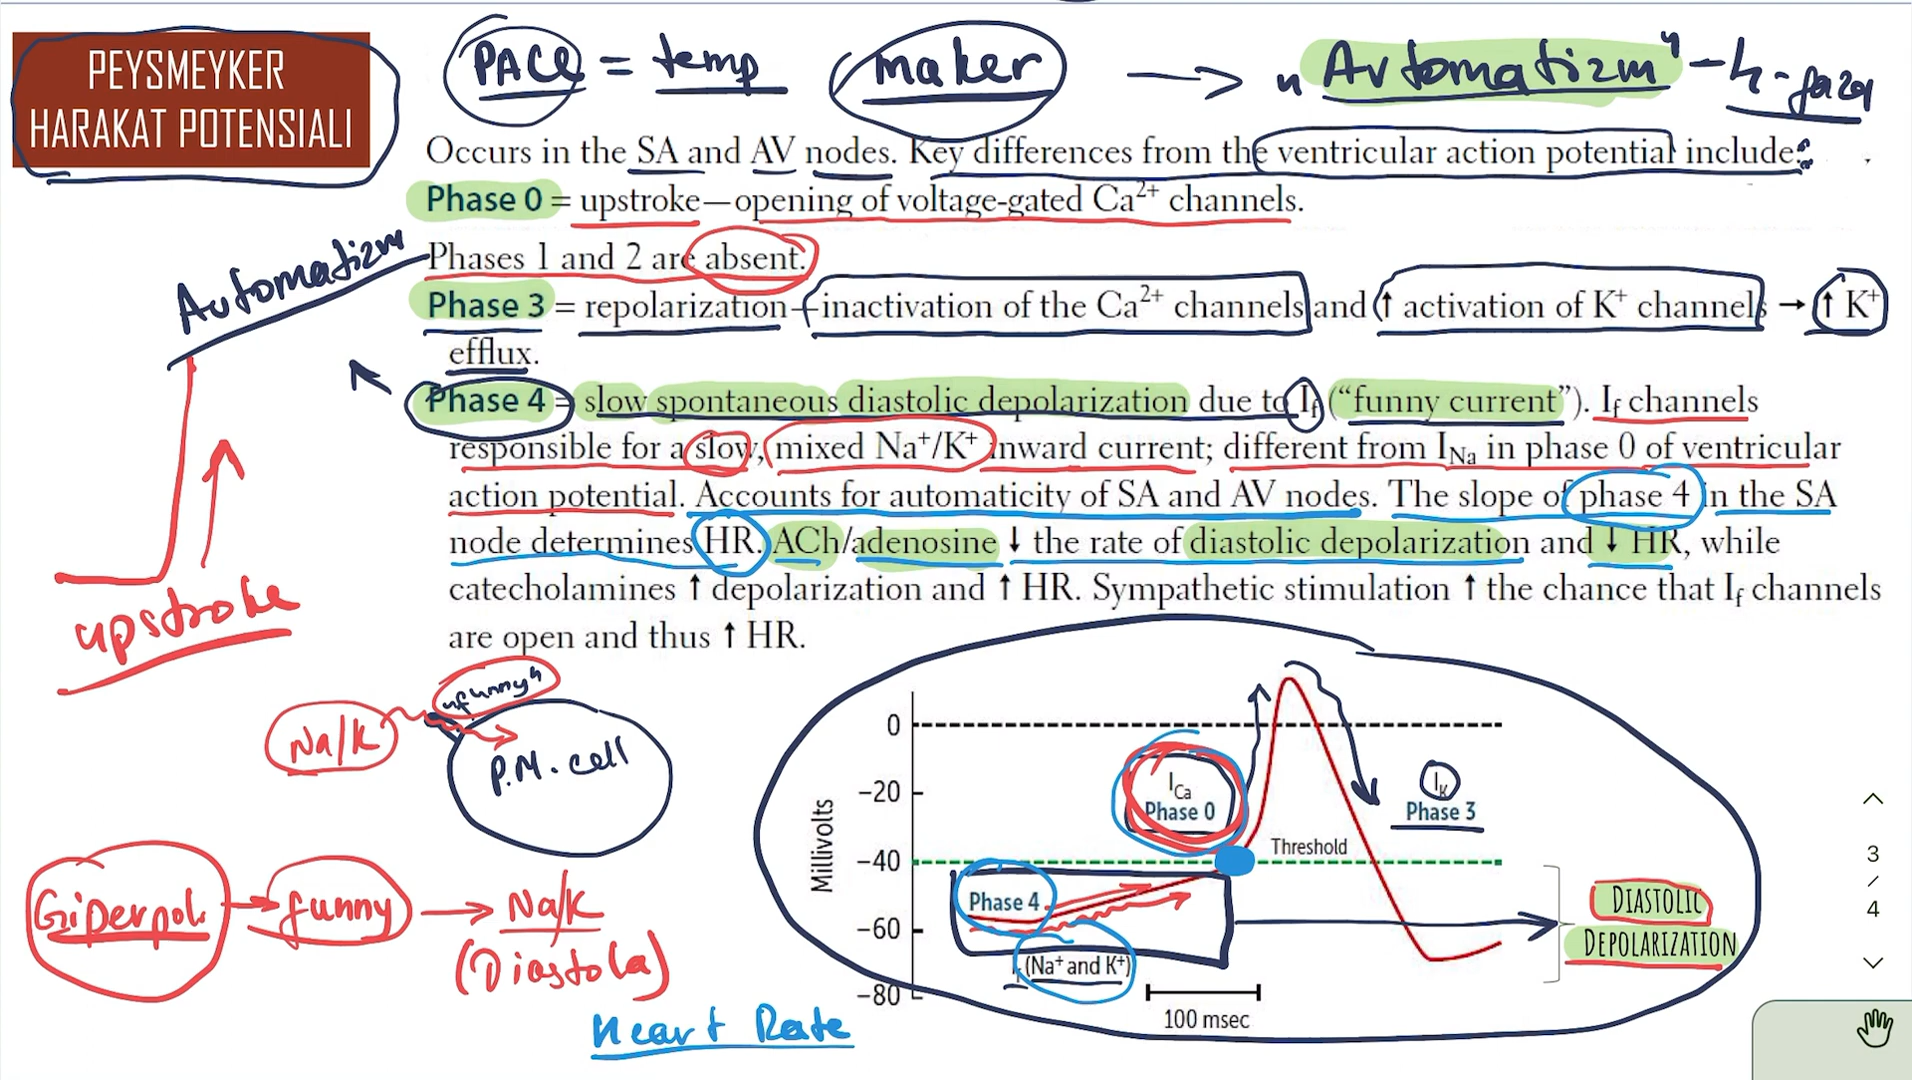 PEYSMEYKER
HARAKAT POTENSIALI
PACE = temp maker → "Avtomatizm" – 4-faza
Occurs in the SA and AV nodes. Key differences from the ventricular action potential include:
Phase 0 = upstroke—opening of voltage-gated Ca²⁺ channels.
Phases 1 and 2 are absent.
Phase 3 = repolarization—inactivation of the Ca²⁺ channels and ↑ activation of K⁺ channels → ↑ K⁺
efflux.
Phase 4 = slow spontaneous diastolic depolarization due to If (“funny current”). If channels
responsible for a slow, mixed Na⁺/K⁺ inward current; different from INa in phase 0 of ventricular
action potential. Accounts for automaticity of SA and AV nodes. The slope of phase 4 in the SA
node determines HR. ACh/adenosine ↓ the rate of diastolic depolarization and ↓ HR, while
catecholamines ↑ depolarization and ↑ HR. Sympathetic stimulation ↑ the chance that If channels
are open and thus ↑ HR.
Automatizm
upstroke
Na/K
"funny"
P.M. cell
Giperpol. → funny → Na/K
(Diastola)
Heart Rate
Millivolts
0
−20
−40
−60
−80
ICa
Phase 0
IK
Phase 3
Threshold
Phase 4
(Na⁺ and K⁺)
100 msec
DIASTOLIC
DEPOLARIZATION
3
/
4